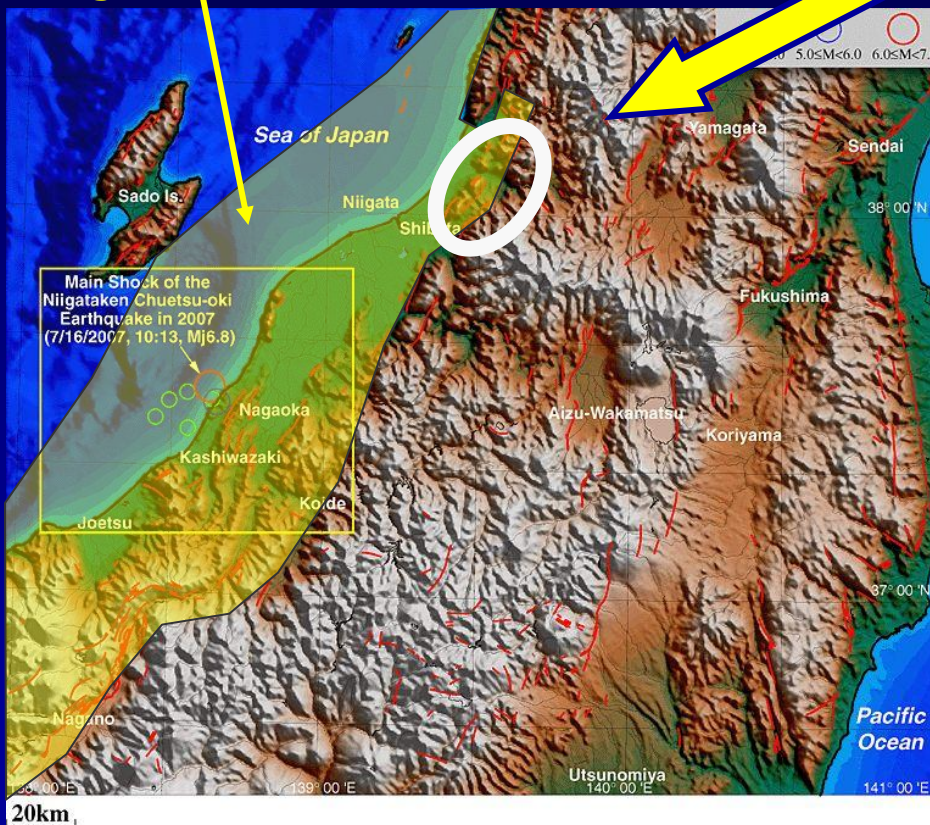 5.0≤M<6.0 6.0≤M<7.
Sea of Japan
Yamagata
Sendai
Sado Is.
Niigata
38° 00 'N
Shibata
Main Shock of the
Niigataken Chuetsu-oki
Earthquake in 2007
(7/16/2007, 10:13, Mj6.8)
Fukushima
Nagaoka
Aizu-Wakamatsu
Koriyama
Kashiwazaki
Koide
Joetsu
37° 00 'N
Nagano
Pacific
Ocean
Utsunomiya
138° 00 'E
139° 00 'E
140° 00 'E
141° 00 'E
20km